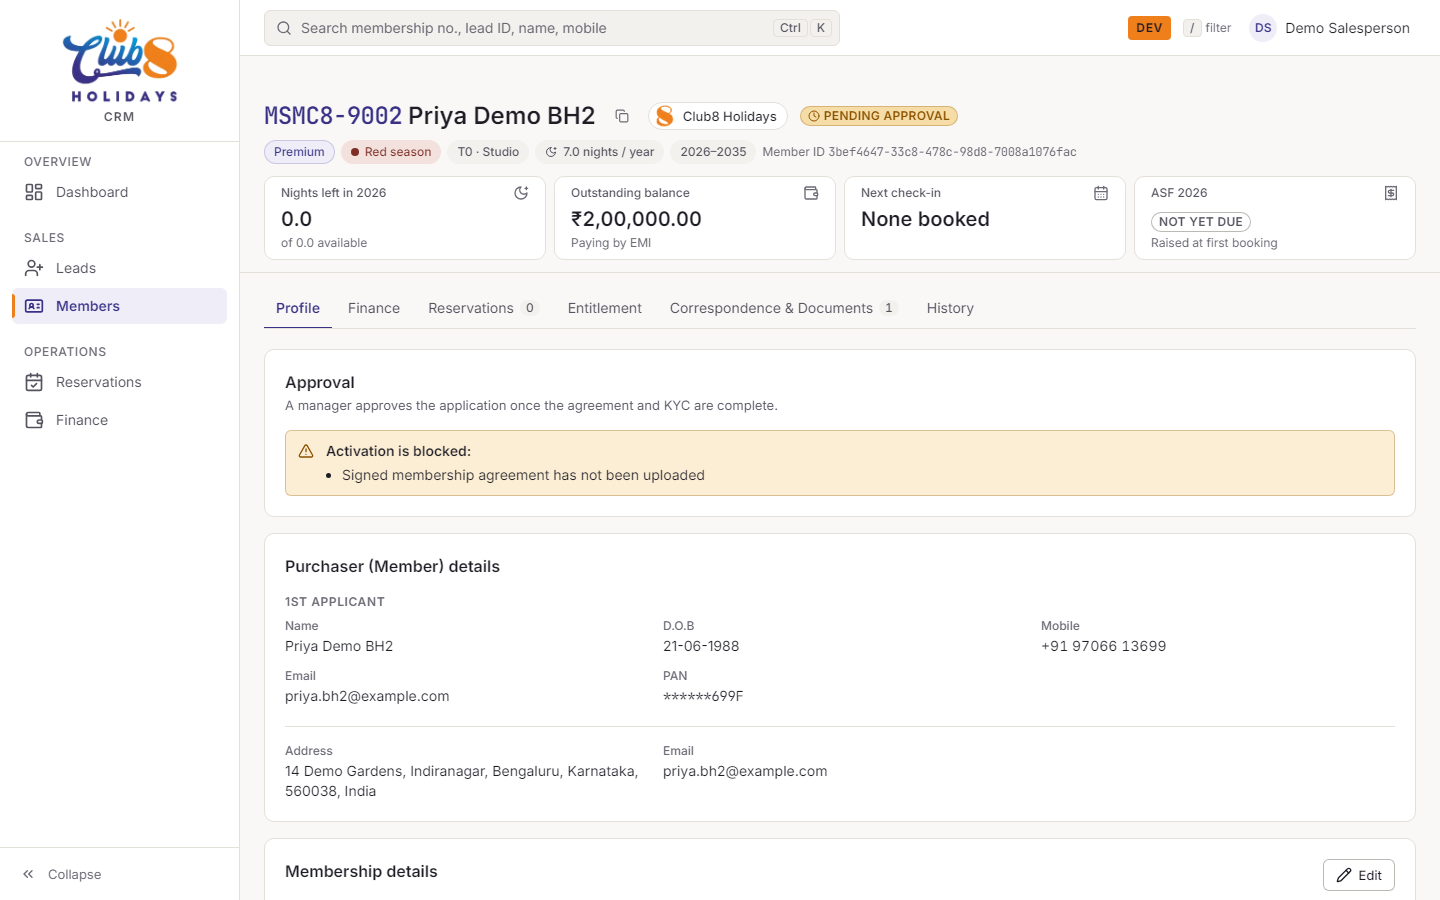 Club8
HOLIDAYS
CRM
OVERVIEW
Dashboard
SALES
Leads
Members
OPERATIONS
Reservations
Finance
Collapse
Search membership no., lead ID, name, mobile
Ctrl K
DEV
/ filter
DS Demo Salesperson
MSMC8-9002 Priya Demo BH2
Club8 Holidays
PENDING APPROVAL
Premium
Red season
T0 · Studio
7.0 nights / year
2026–2035
Member ID 3bef4647-33c8-478c-98d8-7008a1076fac
Nights left in 2026
0.0
of 0.0 available
Outstanding balance
₹2,00,000.00
Paying by EMI
Next check-in
None booked
ASF 2026
NOT YET DUE
Raised at first booking
Profile
Finance
Reservations 0
Entitlement
Correspondence & Documents 1
History
Approval
A manager approves the application once the agreement and KYC are complete.
Activation is blocked:
• Signed membership agreement has not been uploaded
Purchaser (Member) details
1ST APPLICANT
Name
Priya Demo BH2
D.O.B
21-06-1988
Mobile
+91 97066 13699
Email
priya.bh2@example.com
PAN
******699F
Address
14 Demo Gardens, Indiranagar, Bengaluru, Karnataka,
560038, India
Email
priya.bh2@example.com
Membership details
Edit